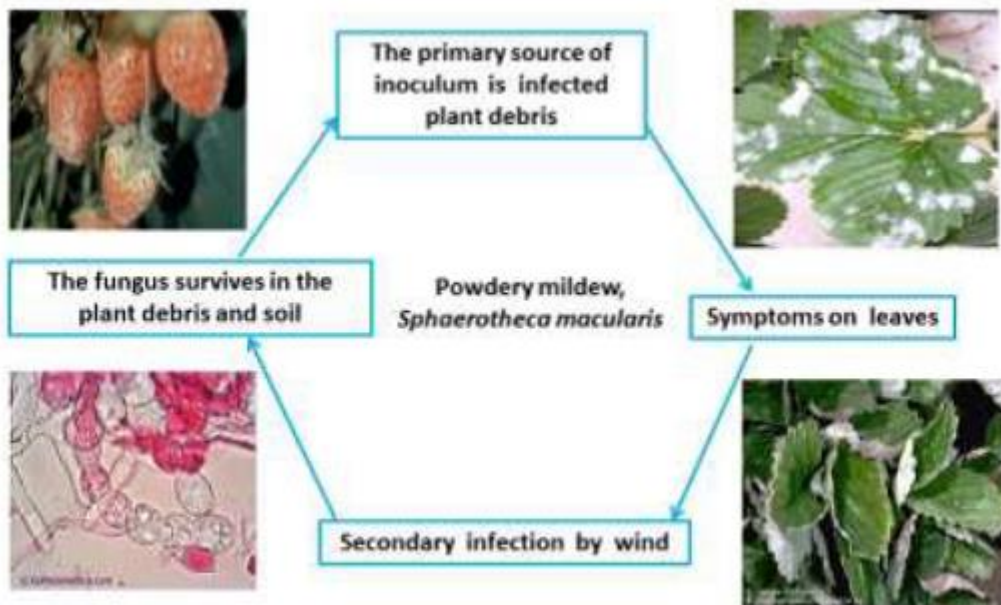 The primary source of
inoculum is infected
plant debris
The fungus survives in the
plant debris and soil
Powdery mildew,
Sphaerotheca macularis
Symptoms on leaves
Secondary infection by wind